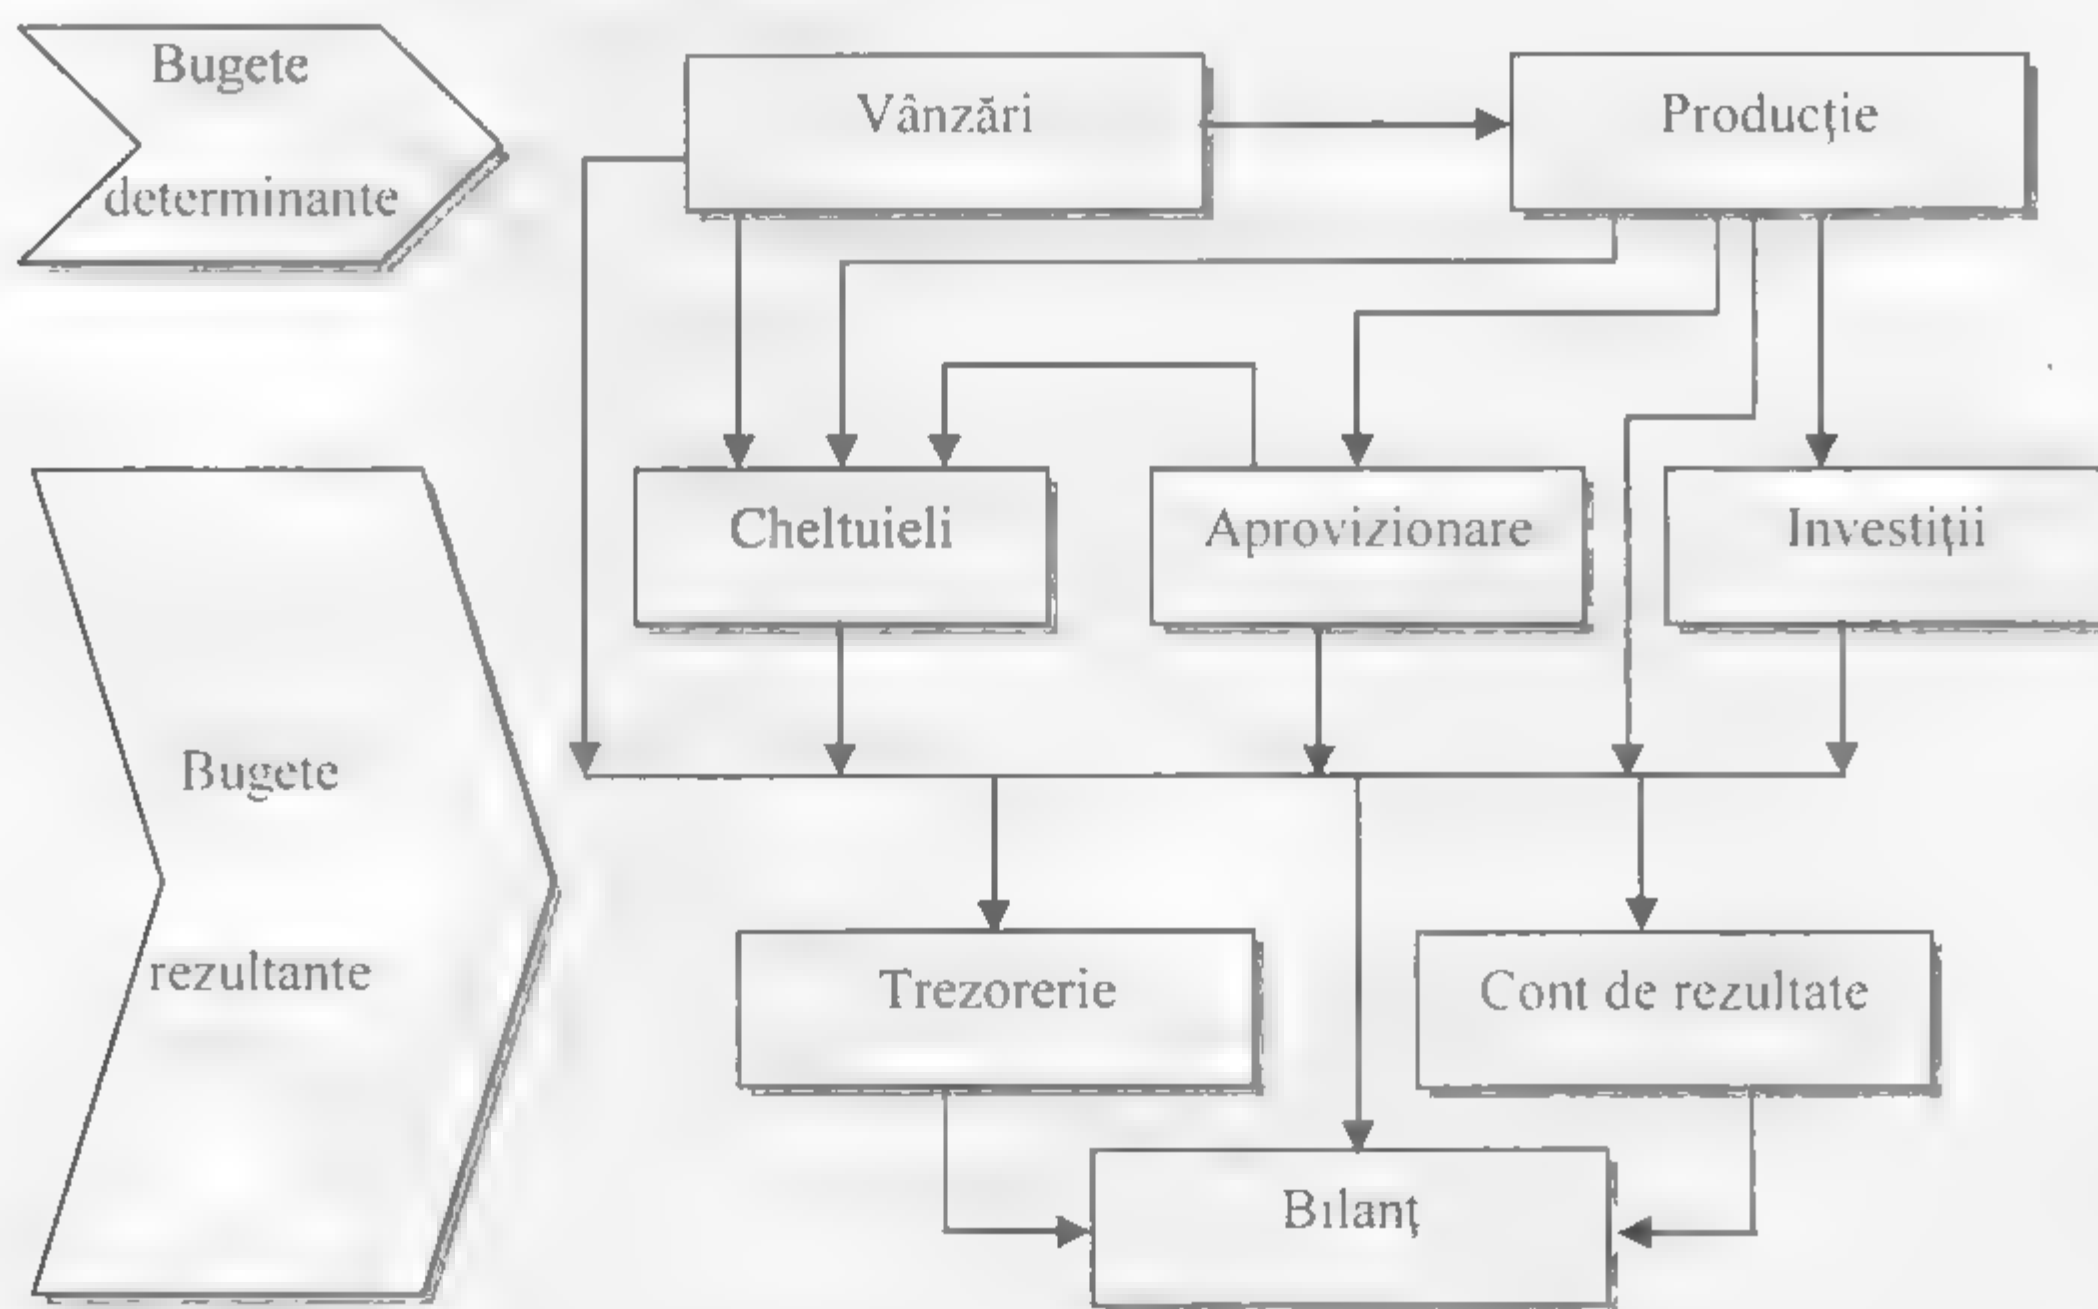 Bugete
determinante
Vânzări
Producţie
Cheltuieli
Aprovizionare
Investiţii
Bugete
rezultante
Trezorerie
Cont de rezultate
Bilanţ